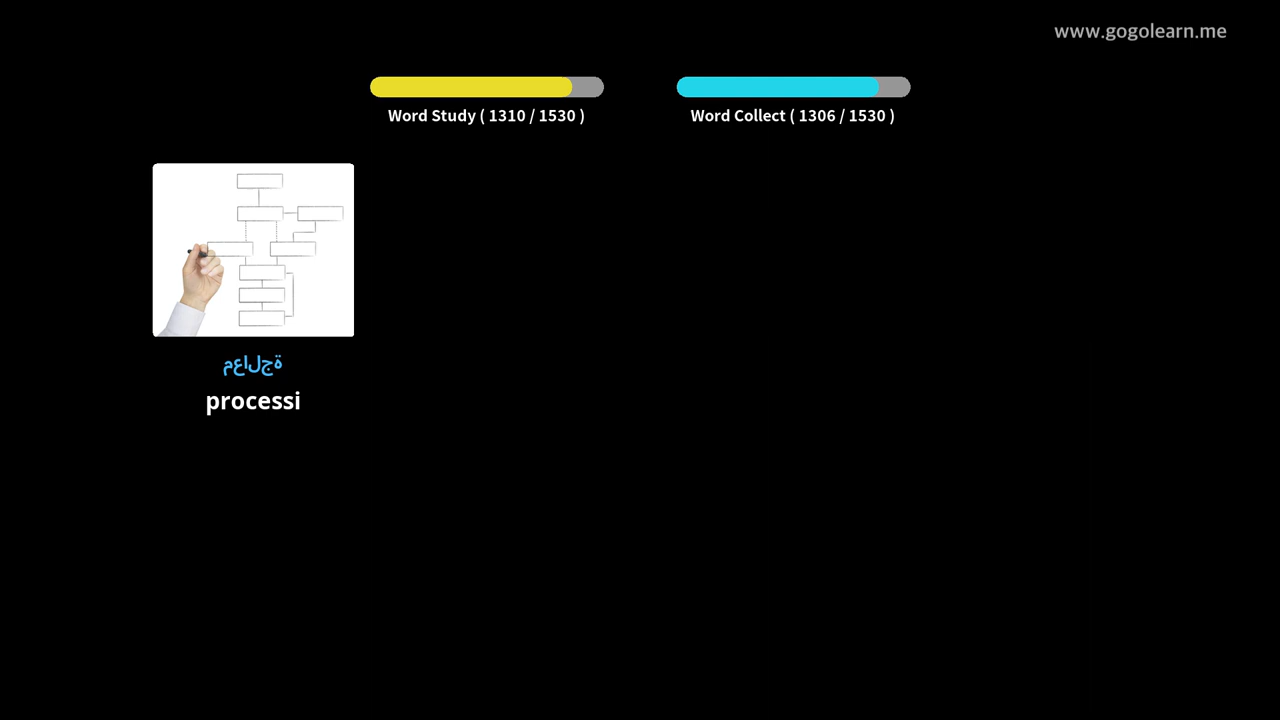 www.gogolearn.me
Word Study ( 1310 / 1530 )
Word Collect ( 1306 / 1530 )
معالجة
processi